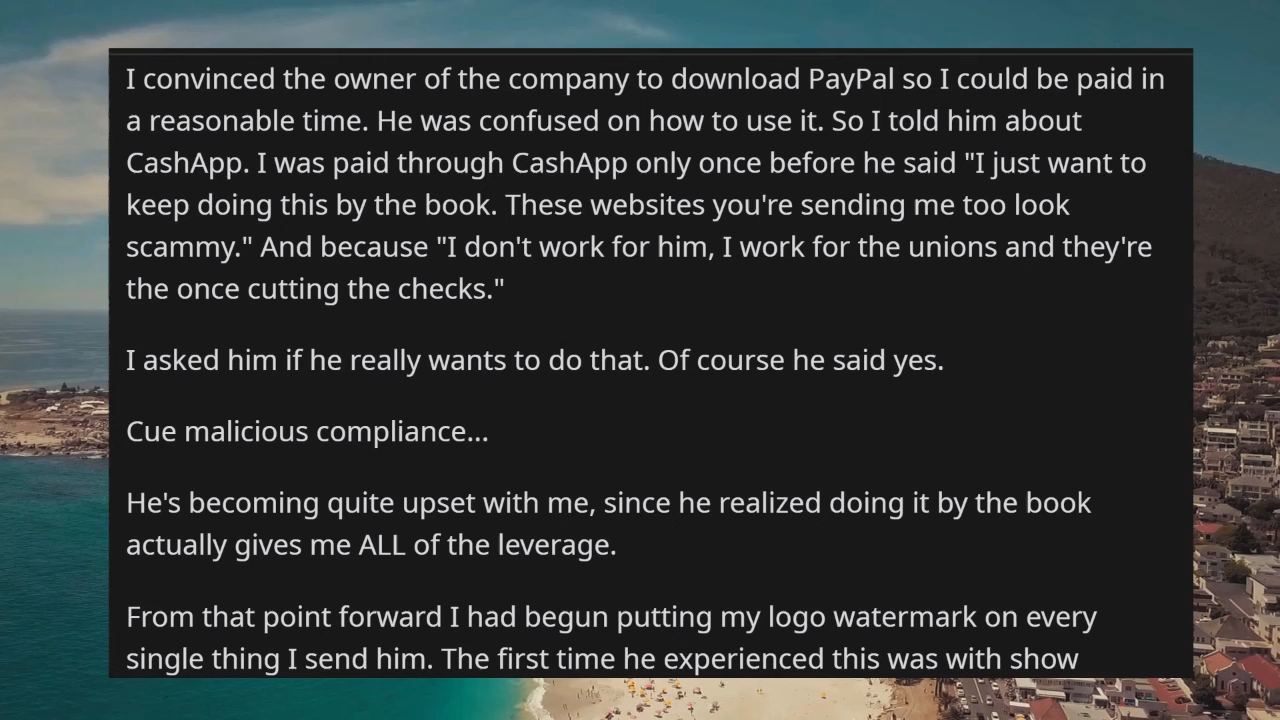 I convinced the owner of the company to download PayPal so I could be paid in
a reasonable time. He was confused on how to use it. So I told him about
CashApp. I was paid through CashApp only once before he said "I just want to
keep doing this by the book. These websites you're sending me too look
scammy." And because "I don't work for him, I work for the unions and they're
the once cutting the checks."
I asked him if he really wants to do that. Of course he said yes.
Cue malicious compliance...
He's becoming quite upset with me, since he realized doing it by the book
actually gives me ALL of the leverage.
From that point forward I had begun putting my logo watermark on every
single thing I send him. The first time he experienced this was with show